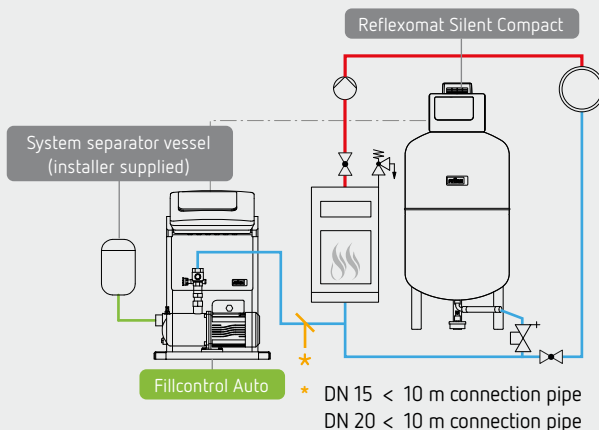 Reflexomat Silent Compact
System separator vessel
(installer supplied)
Fillcontrol Auto
*
* DN 15 < 10 m connection pipe
DN 20 < 10 m connection pipe